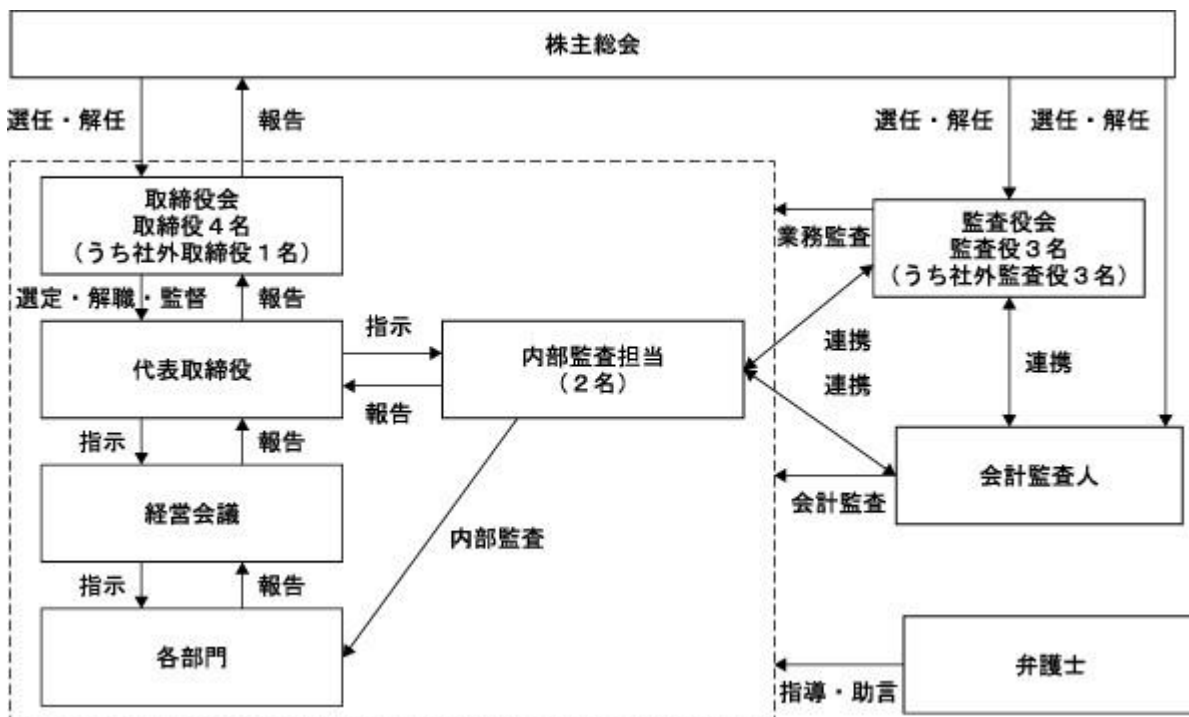 株主総会
選任・解任
報告
選任・解任
選任・解任
取締役会
取締役4名
(うち社外取締役1名)
業務監査
監査役会
監査役3名
(うち社外監査役3名)
選定・解職・監督
報告
代表取締役
指示
報告
内部監査担当
(2名)
連携
連携
連携
指示
報告
経営会議
内部監査
会計監査
会計監査人
指示
報告
各部門
指導・助言
弁護士